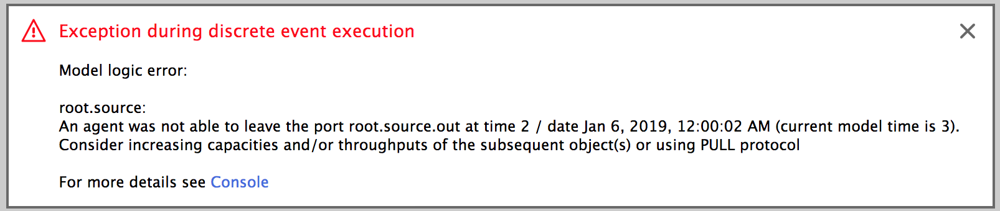 Exception during discrete event execution
Model logic error:
root.source:
An agent was not able to leave the port root.source.out at time 2 / date Jan 6, 2019, 12:00:02 AM (current model time is 3).
Consider increasing capacities and/or throughputs of the subsequent object(s) or using PULL protocol
For more details see Console